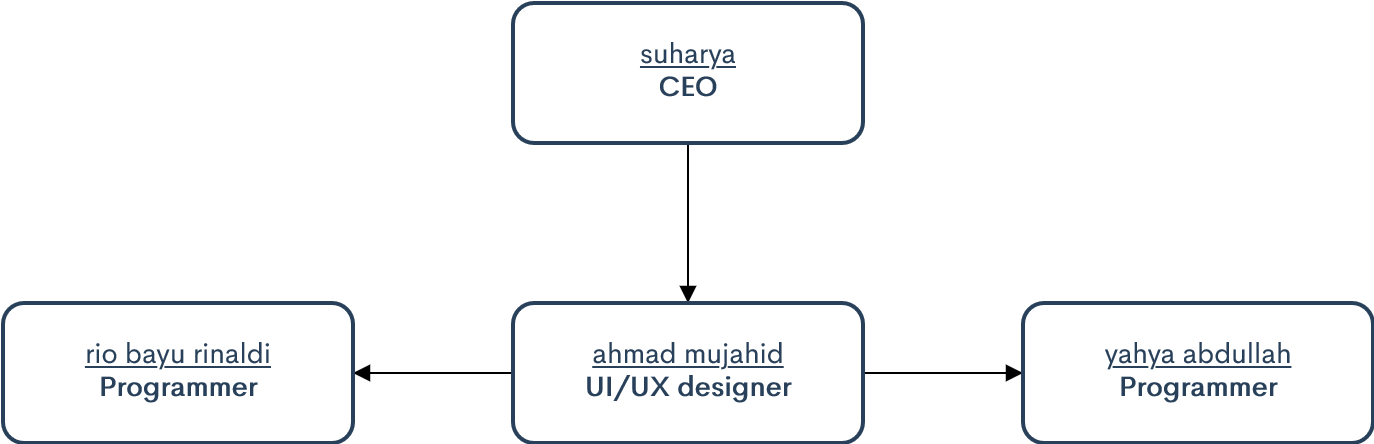 suharya
CEO
rio bayu rinaldi
Programmer
ahmad mujahid
UI/UX designer
yahya abdullah
Programmer